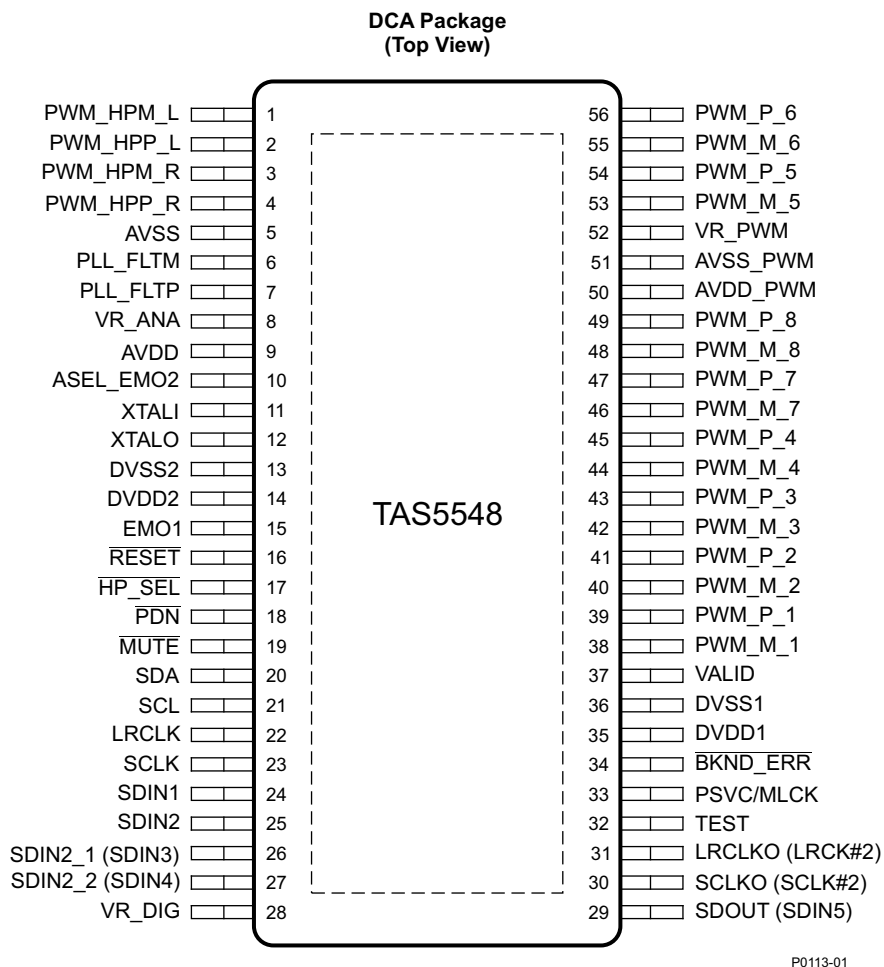 DCA Package
(Top View)
PWM_HPM_L 1 56 PWM_P_6
PWM_HPP_L 2 55 PWM_M_6
PWM_HPM_R 3 54 PWM_P_5
PWM_HPP_R 4 53 PWM_M_5
AVSS 5 52 VR_PWM
PLL_FLTM 6 51 AVSS_PWM
PLL_FLTP 7 50 AVDD_PWM
VR_ANA 8 49 PWM_P_8
AVDD 9 48 PWM_M_8
ASEL_EMO2 10 47 PWM_P_7
XTALI 11 46 PWM_M_7
XTALO 12 45 PWM_P_4
DVSS2 13 44 PWM_M_4
DVDD2 14 43 PWM_P_3
TAS5548
EMO1 15 42 PWM_M_3
RESET 16 41 PWM_P_2
HP_SEL 17 40 PWM_M_2
PDN 18 39 PWM_P_1
MUTE 19 38 PWM_M_1
SDA 20 37 VALID
SCL 21 36 DVSS1
LRCLK 22 35 DVDD1
SCLK 23 34 BKND_ERR
SDIN1 24 33 PSVC/MLCK
SDIN2 25 32 TEST
SDIN2_1 (SDIN3) 26 31 LRCLKO (LRCK#2)
SDIN2_2 (SDIN4) 27 30 SCLKO (SCLK#2)
VR_DIG 28 29 SDOUT (SDIN5)
P0113-01